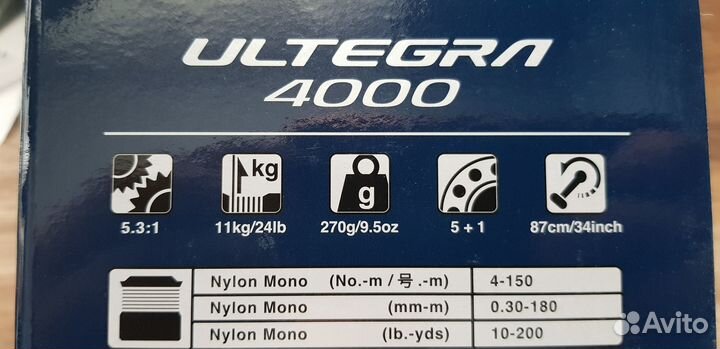 ULTEGRA
4000
kg g
5.3:1 11kg/24lb 270g/9.5oz 5 + 1 87cm/34inch
Nylon Mono (No.-m / 号.-m) 4-150
Nylon Mono (mm-m) 0.30-180
Nylon Mono (lb.-yds) 10-200
Avito